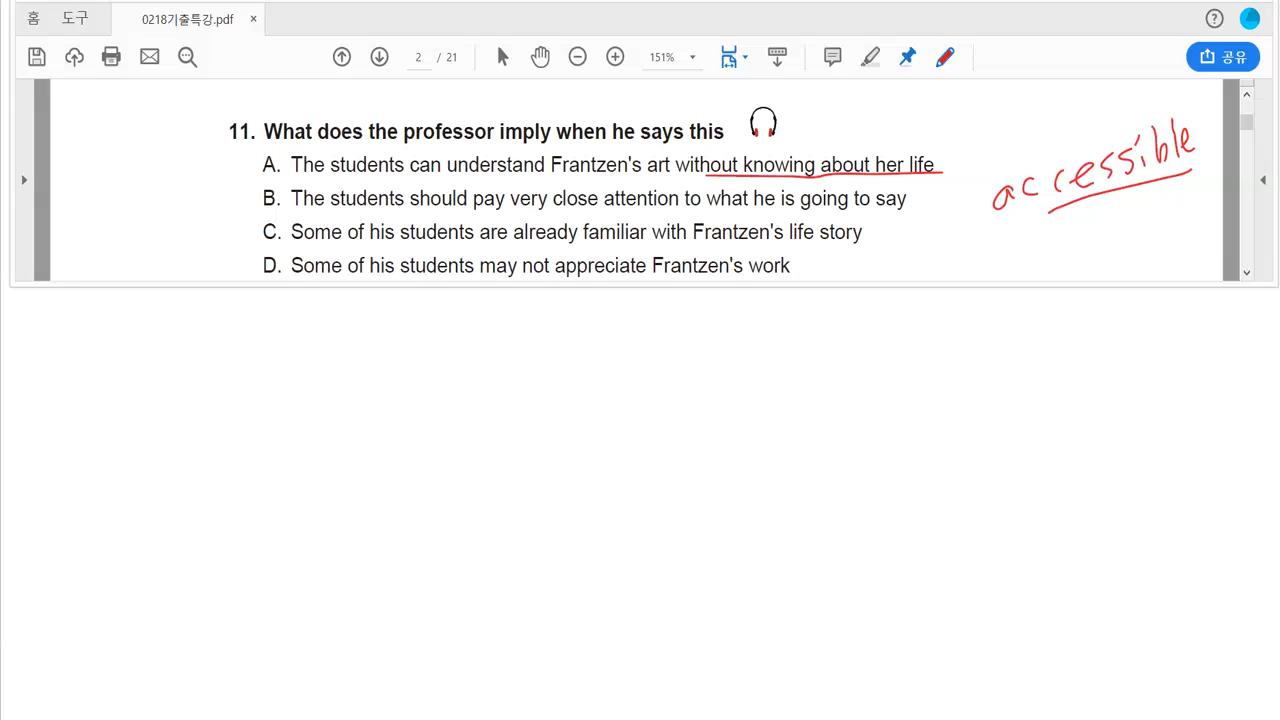 홈 도구 0218기출특강.pdf ×
2 / 21 151% 공유
11. What does the professor imply when he says this
A. The students can understand Frantzen's art without knowing about her life
B. The students should pay very close attention to what he is going to say
C. Some of his students are already familiar with Frantzen's life story
D. Some of his students may not appreciate Frantzen's work
accessible